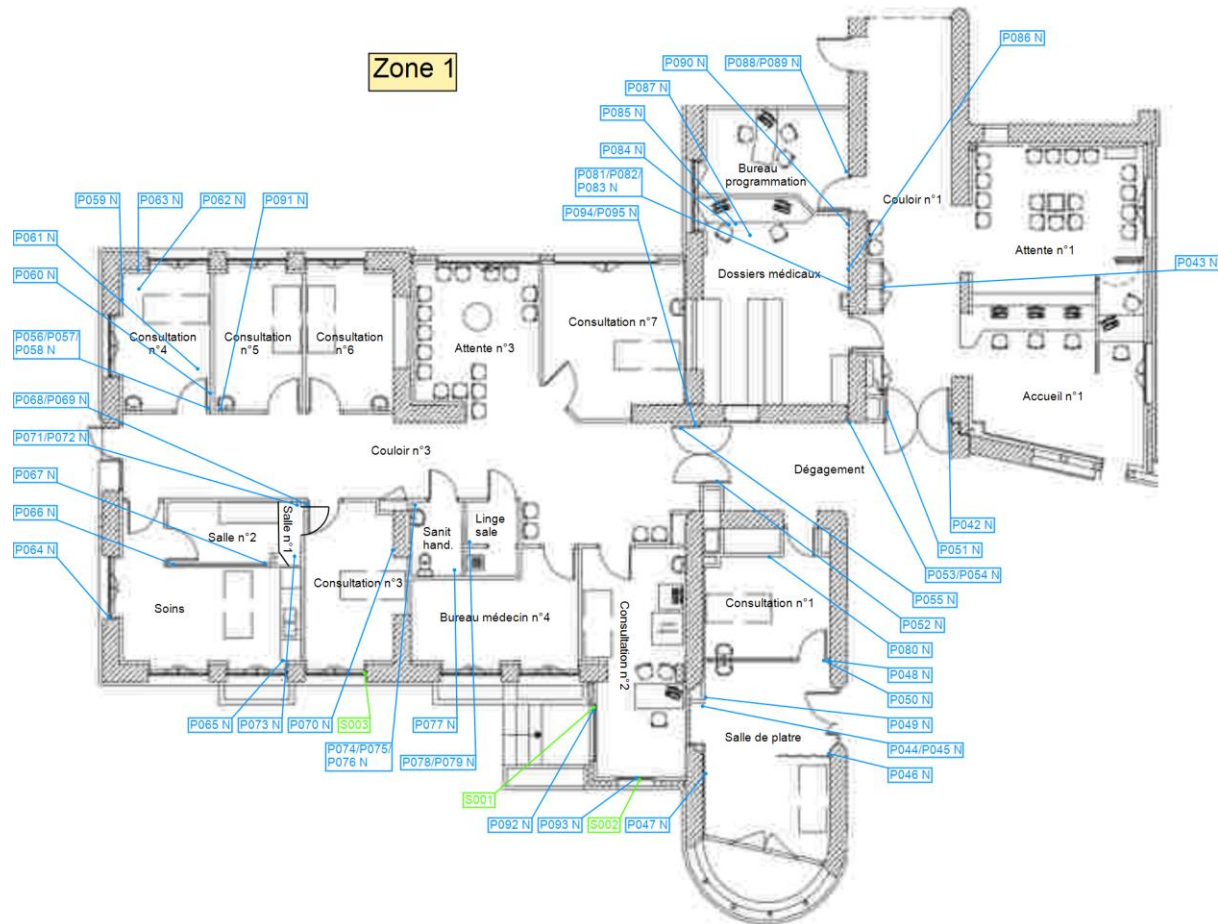 Zone 1
P086 N
P090 N
P088/P089 N
P087 N
P085 N
P084 N
P081/P082/
P083 N
P094/P095 N
Bureau
programmation
Couloir n°1
Attente n°1
P043 N
P059 N
P063 N
P062 N
P091 N
P061 N
P060 N
P056/P057/
P058 N
Dossiers médicaux
Consultation
n°4
Consultation
n°5
Consultation
n°6
Attente n°3
Consultation n°7
Accueil n°1
P068/P069 N
P071/P072 N
P067 N
P066 N
P064 N
Couloir n°3
Dégagement
Salle n°2
Salle n°1
Sanit
hand.
Linge
sale
Soins
Consultation n°3
Bureau médecin n°4
Consultation n°2
Consultation n°1
P042 N
P051 N
P053/P054 N
P055 N
P052 N
P080 N
P048 N
P050 N
P049 N
P044/P045 N
P046 N
Salle de platre
P065 N
P073 N
P070 N
S003
P074/P075/
P076 N
P077 N
P078/P079 N
S001
P092 N
P093 N
S002
P047 N